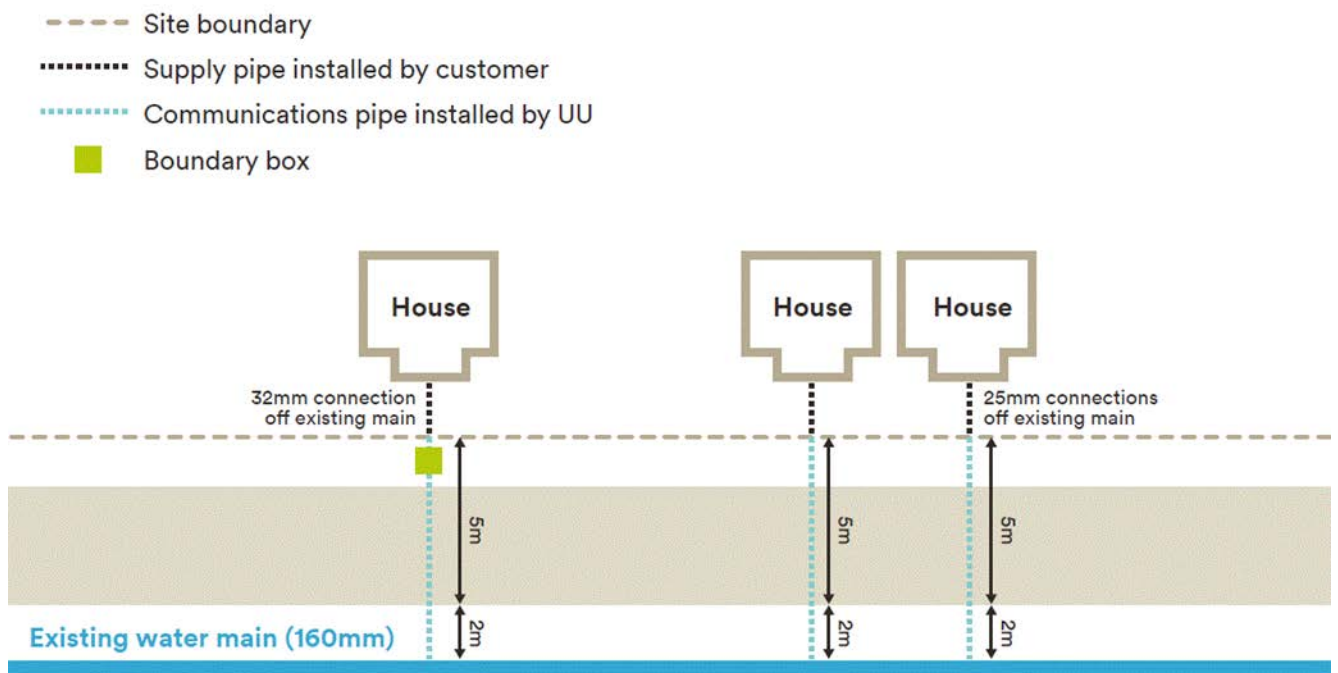 Site boundary
Supply pipe installed by customer
Communications pipe installed by UU
Boundary box
House
House
House
32mm connection
off existing main
25mm connections
off existing main
5m
5m
5m
2m
2m
2m
Existing water main (160mm)